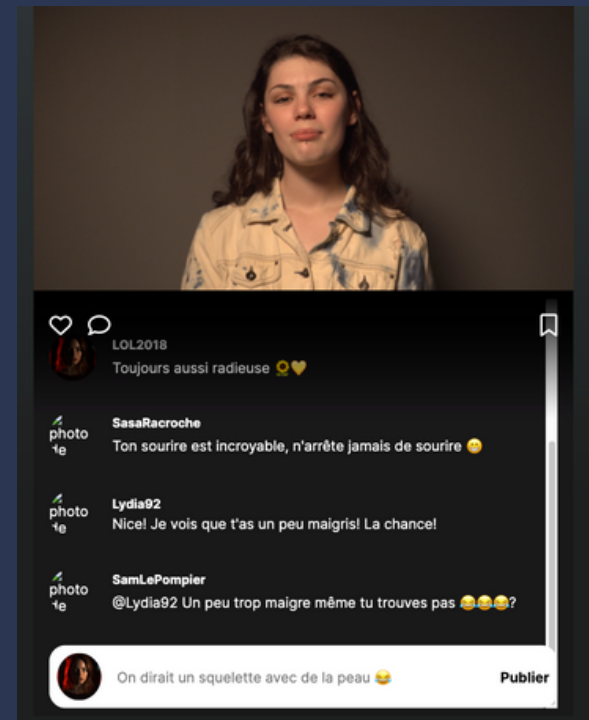 LOL2018
Toujours aussi radieuse 🌻💛
photo
de
SasaRacroche
Ton sourire est incroyable, n'arrête jamais de sourire 😁
photo
de
Lydia92
Nice! Je vois que t'as un peu maigris! La chance!
photo
de
SamLePompier
@Lydia92 Un peu trop maigre même tu trouves pas 😂😂😂?
On dirait un squelette avec de la peau 😂
Publier